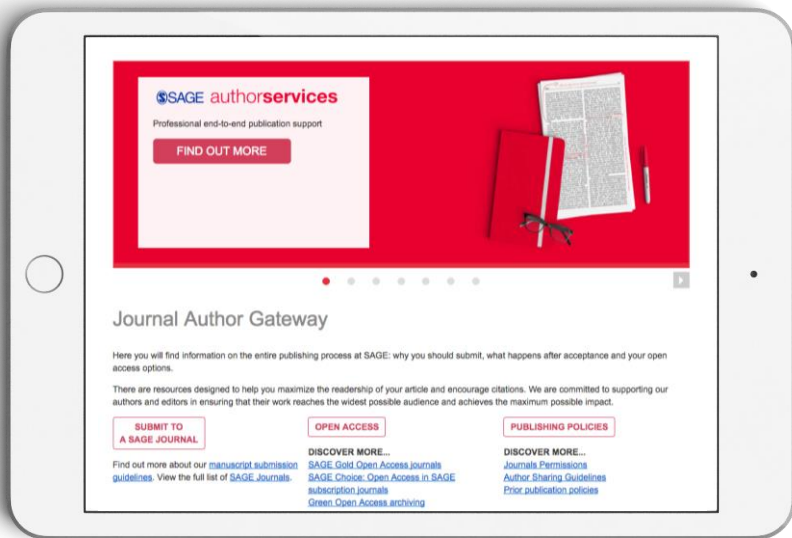 SAGE authorservices
Professional end-to-end publication support
FIND OUT MORE
Journal Author Gateway
Here you will find information on the entire publishing process at SAGE: why you should submit, what happens after acceptance and your open
access options.
There are resources designed to help you maximize the readership of your article and encourage citations. We are committed to supporting our
authors and editors in ensuring that their work reaches the widest possible audience and achieves the maximum possible impact.
SUBMIT TO
A SAGE JOURNAL
Find out more about our manuscript submission
guidelines. View the full list of SAGE Journals.
OPEN ACCESS
DISCOVER MORE...
SAGE Gold Open Access journals
SAGE Choice: Open Access in SAGE
subscription journals
Green Open Access archiving
PUBLISHING POLICIES
DISCOVER MORE...
Journals Permissions
Author Sharing Guidelines
Prior publication policies